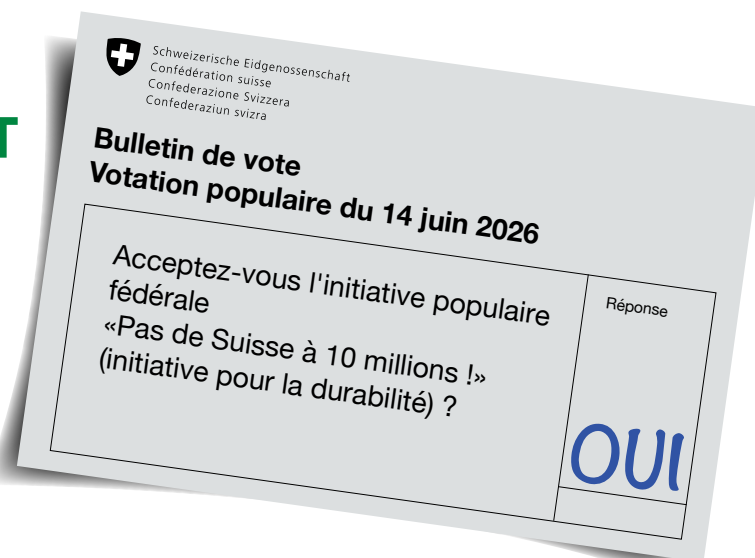 T
Schweizerische Eidgenossenschaft
Confédération suisse
Confederazione Svizzera
Confederaziun svizra
Bulletin de vote
Votation populaire du 14 juin 2026
Acceptez-vous l'initiative populaire
fédérale
«Pas de Suisse à 10 millions !»
(initiative pour la durabilité) ?
Réponse
OUI